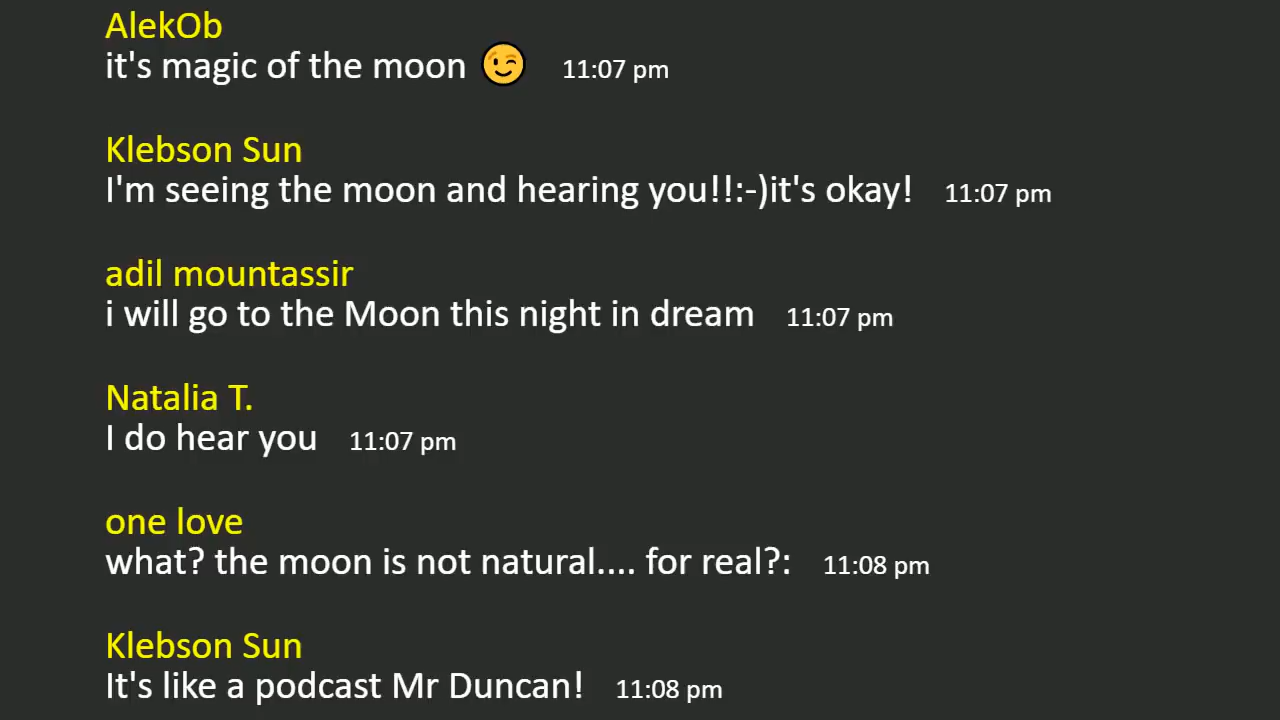 AlekOb
it's magic of the moon 😉 11:07 pm
Klebson Sun
I'm seeing the moon and hearing you!!:-)it's okay! 11:07 pm
adil mountassir
i will go to the Moon this night in dream 11:07 pm
Natalia T.
I do hear you 11:07 pm
one love
what? the moon is not natural.... for real?: 11:08 pm
Klebson Sun
It's like a podcast Mr Duncan! 11:08 pm